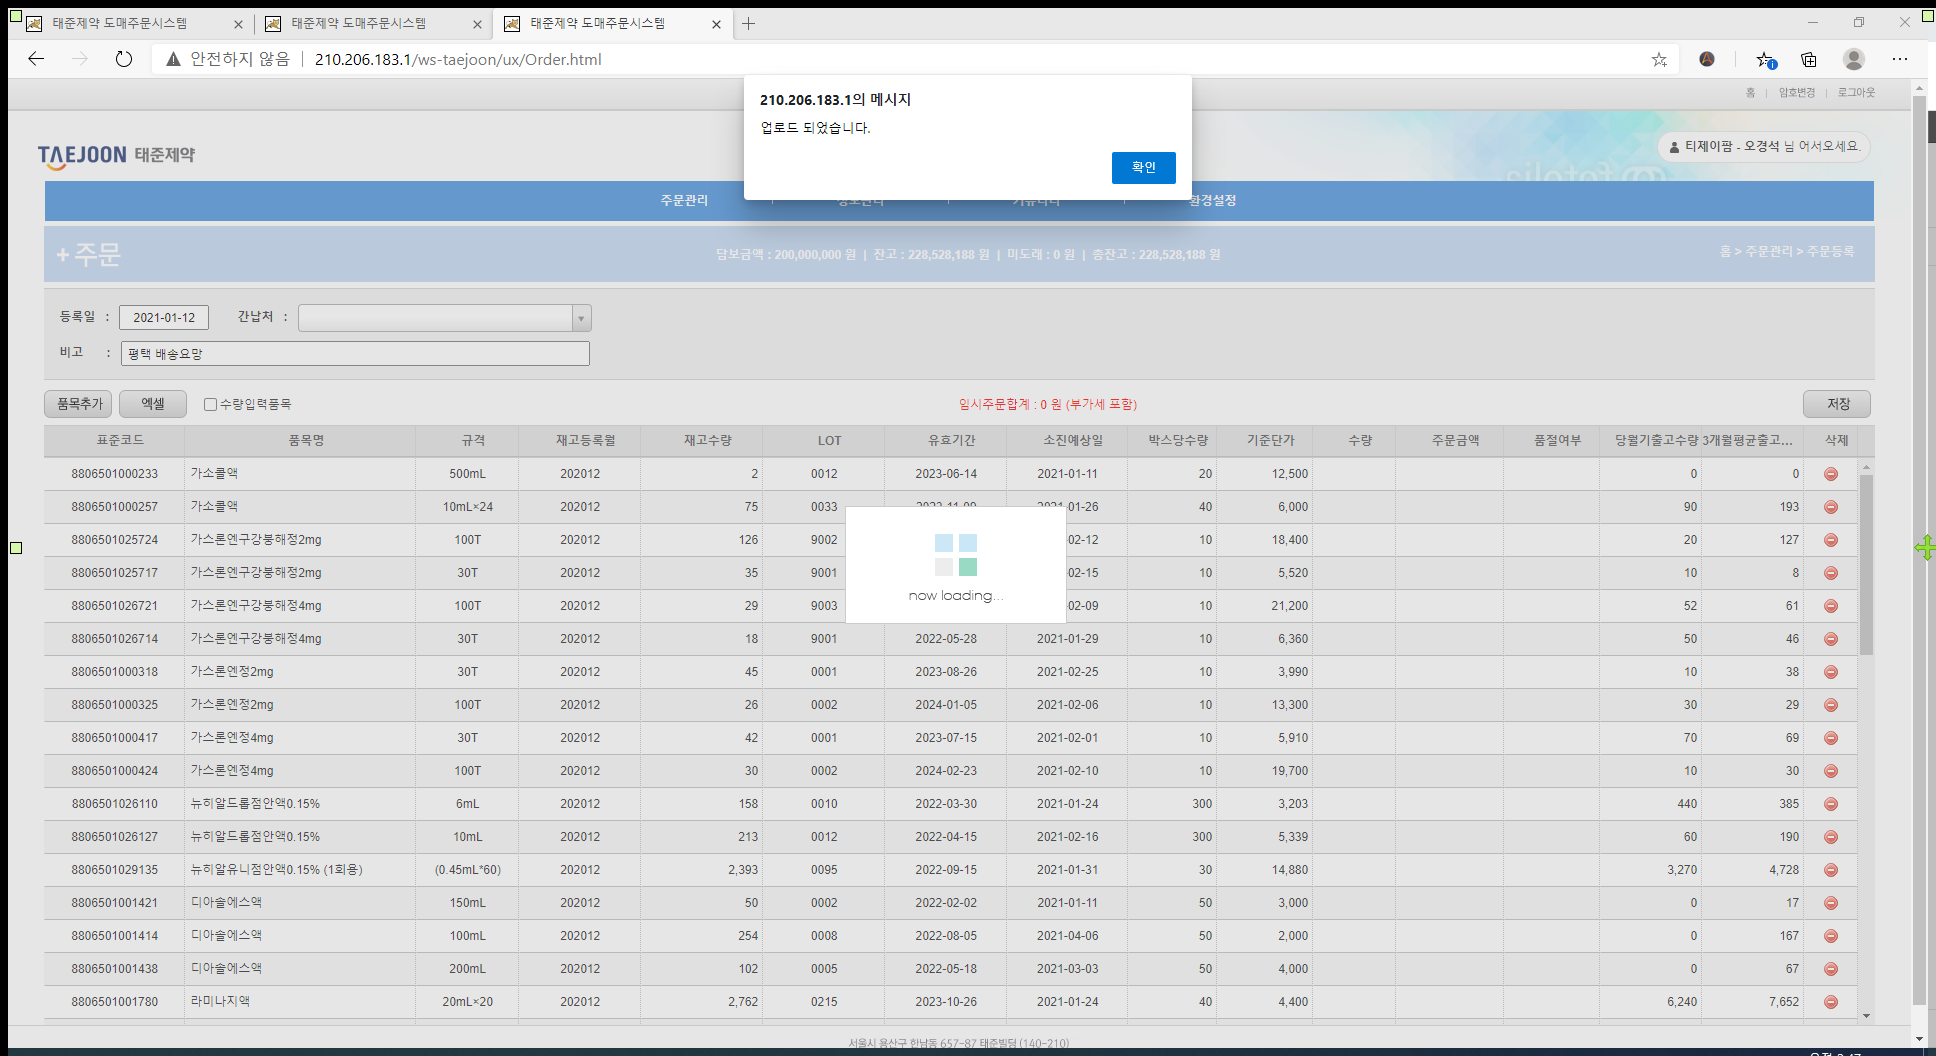 태준제약 도매주문시스템
태준제약 도매주문시스템
태준제약 도매주문시스템
안전하지 않음 210.206.183.1/ws-taejoon/ux/Order.html
210.206.183.1의 메시지
업로드 되었습니다.
확인
홈 | 암호변경 | 로그아웃
TAEJOON 태준제약
fotolia
티제이팜 - 오경석 님 어서오세요.
주문관리 정보관리 커뮤니티 환경설정
+ 주문
담보금액 : 200,000,000 원 | 잔고 : 228,528,188 원 | 미도래 : 0 원 | 총잔고 : 228,528,188 원
홈 > 주문관리 > 주문등록
등록일 : 2021-01-12 간납처 :
비고 : 평택 배송요망
품목추가 엑셀 수량입력품목 임시주문합계 : 0 원 (부가세 포함) 저장
표준코드 품목명 규격 재고등록월 재고수량 LOT 유효기간 소진예상일 박스당수량 기준단가 수량 주문금액 품절여부 당월기출고수량 3개월평균출고... 삭제
8806501000233 가소콜액 500mL 202012 2 0012 2023-06-14 2021-01-11 20 12,500 0 0
8806501000257 가소콜액 10mL×24 202012 75 0033 01-26 40 6,000 90 193
8806501025724 가스론엔구강붕해정2mg 100T 202012 126 9002 02-12 10 18,400 20 127
8806501025717 가스론엔구강붕해정2mg 30T 202012 35 9001 02-15 10 5,520 10 8
8806501026721 가스론엔구강붕해정4mg 100T 202012 29 9003 02-09 10 21,200 52 61
now loading...
8806501026714 가스론엔구강붕해정4mg 30T 202012 18 9001 2022-05-28 2021-01-29 10 6,360 50 46
8806501000318 가스론엔정2mg 30T 202012 45 0001 2023-08-26 2021-02-25 10 3,990 10 38
8806501000325 가스론엔정2mg 100T 202012 26 0002 2024-01-05 2021-02-06 10 13,300 30 29
8806501000417 가스론엔정4mg 30T 202012 42 0001 2023-07-15 2021-02-01 10 5,910 70 69
8806501000424 가스론엔정4mg 100T 202012 30 0002 2024-02-23 2021-02-10 10 19,700 10 30
8806501026110 뉴히알드롭점안액0.15% 6mL 202012 158 0010 2022-03-30 2021-01-24 300 3,203 440 385
8806501026127 뉴히알드롭점안액0.15% 10mL 202012 213 0012 2022-04-15 2021-02-16 300 5,339 60 190
8806501029135 뉴히알유니점안액0.15% (1회용) (0.45mL*60) 202012 2,393 0095 2022-09-15 2021-01-31 30 14,880 3,270 4,728
8806501001421 디아솔에스액 150mL 202012 50 0002 2022-02-02 2021-01-11 50 3,000 0 17
8806501001414 디아솔에스액 100mL 202012 254 0008 2022-08-05 2021-04-06 50 2,000 0 167
8806501001438 디아솔에스액 200mL 202012 102 0005 2022-05-18 2021-03-03 50 4,000 0 67
8806501001780 라미나지액 20mL×20 202012 2,762 0215 2023-10-26 2021-01-24 40 4,400 6,240 7,652
서울시 용산구 한남동 657-87 태준빌딩 (140-210)